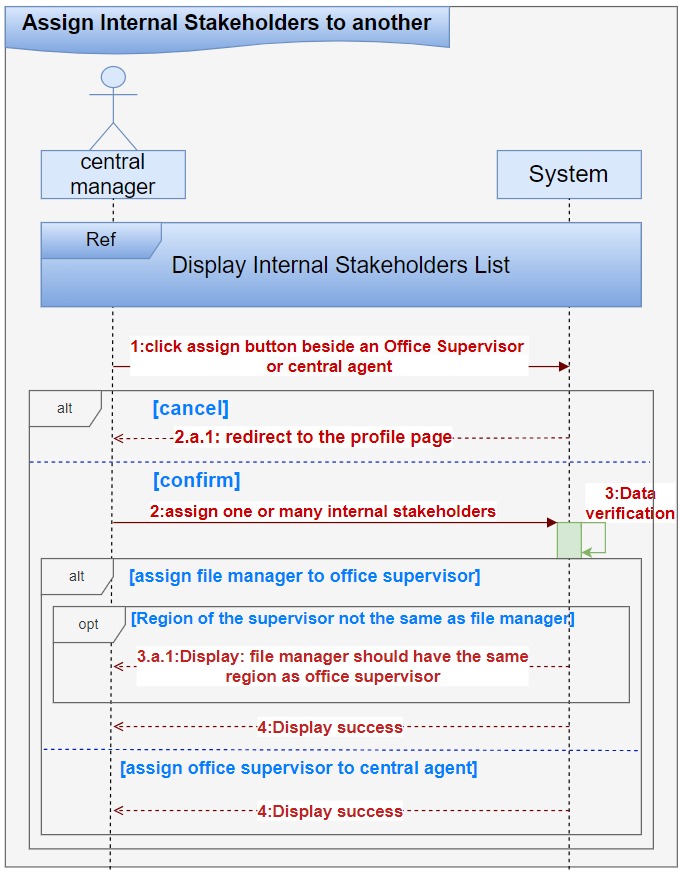 Assign Internal Stakeholders to another
central
manager
System
Ref
Display Internal Stakeholders List
1:click assign button beside an Office Supervisor
or central agent
alt
[cancel]
2.a.1: redirect to the profile page
[confirm]
2:assign one or many internal stakeholders
3:Data
verification
alt
[assign file manager to office supervisor]
opt
[Region of the supervisor not the same as file manager]
3.a.1:Display: file manager should have the same
region as office supervisor
4:Display success
[assign office supervisor to central agent]
4:Display success